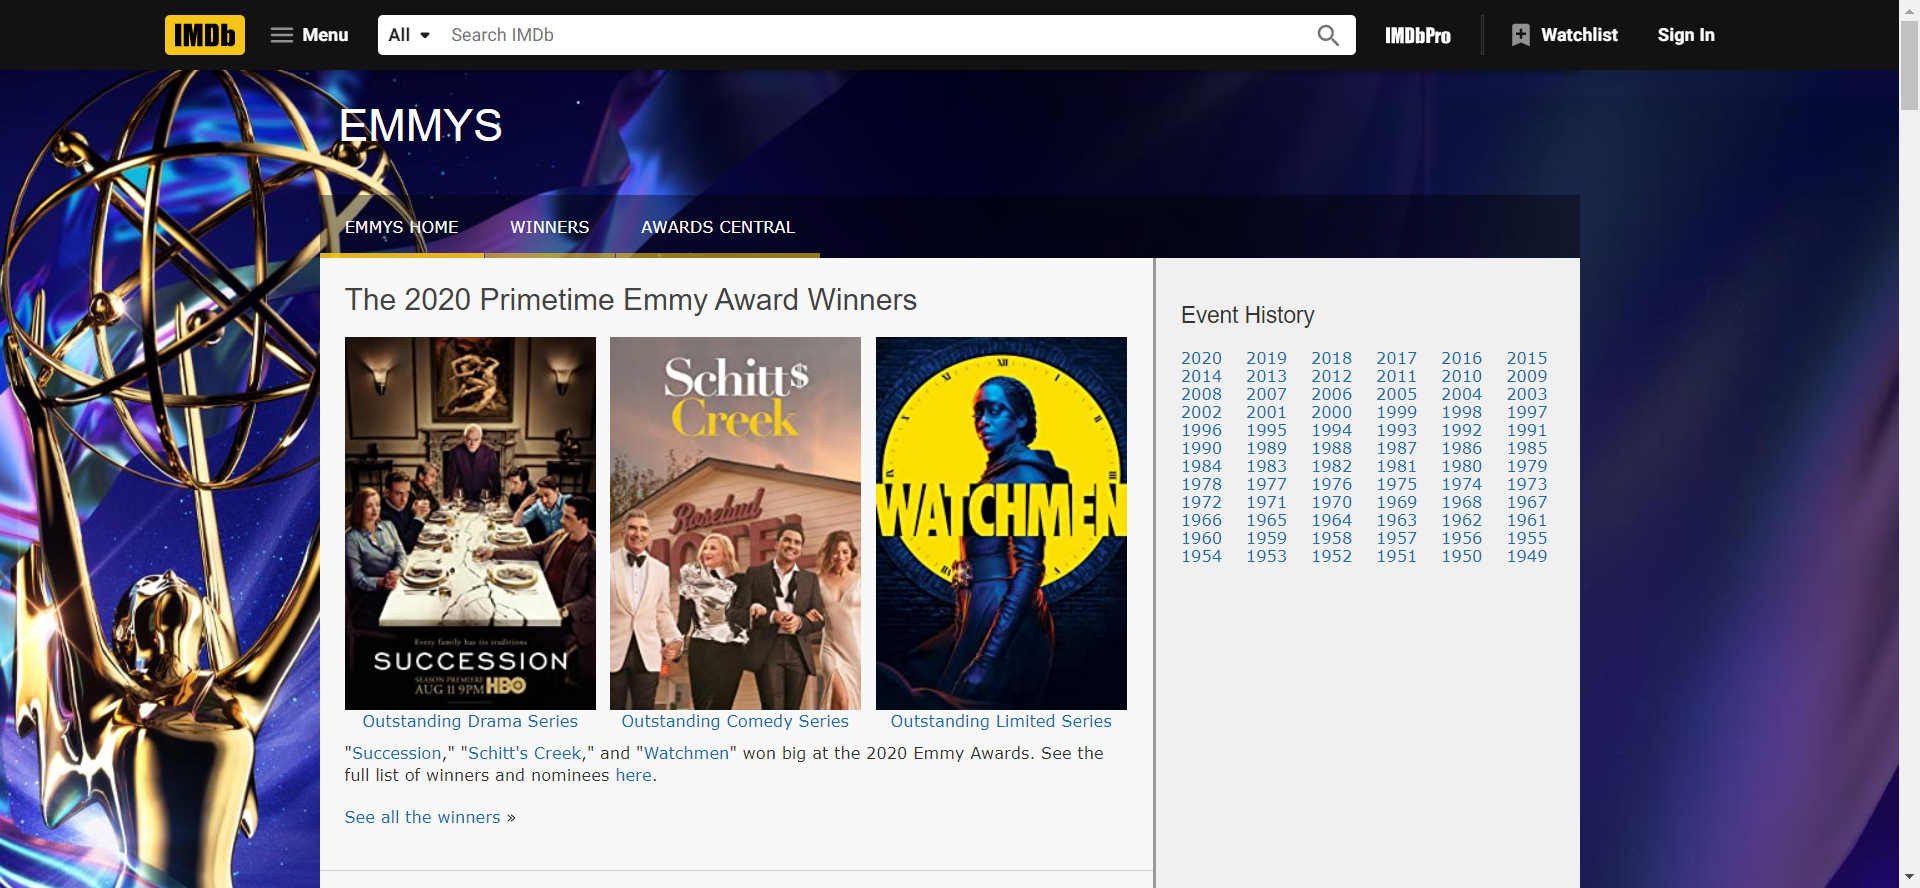 IMDb Menu All Search IMDb IMDbPro Watchlist Sign In
EMMYS
EMMYS HOME WINNERS AWARDS CENTRAL
The 2020 Primetime Emmy Award Winners
Every family has its traditions
SUCCESSION
SEASON PREMIERE
AUG 11 9PM HBO
Schitt$
Creek
Rosebud
MOTEL
XII
WATCHMEN
Outstanding Drama Series Outstanding Comedy Series Outstanding Limited Series
"Succession," "Schitt's Creek," and "Watchmen" won big at the 2020 Emmy Awards. See the
full list of winners and nominees here.
See all the winners »
Event History
2020 2019 2018 2017 2016 2015
2014 2013 2012 2011 2010 2009
2008 2007 2006 2005 2004 2003
2002 2001 2000 1999 1998 1997
1996 1995 1994 1993 1992 1991
1990 1989 1988 1987 1986 1985
1984 1983 1982 1981 1980 1979
1978 1977 1976 1975 1974 1973
1972 1971 1970 1969 1968 1967
1966 1965 1964 1963 1962 1961
1960 1959 1958 1957 1956 1955
1954 1953 1952 1951 1950 1949